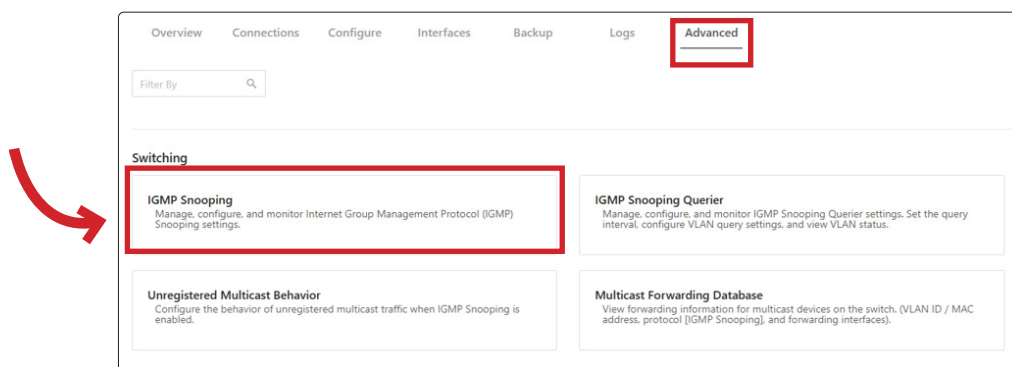 Overview Connections Configure Interfaces Backup Logs Advanced
Filter By
Switching
IGMP Snooping
Manage, configure, and monitor Internet Group Management Protocol (IGMP)
Snooping settings.
IGMP Snooping Querier
Manage, configure, and monitor IGMP Snooping Querier settings. Set the query
interval, configure VLAN query settings, and view VLAN status.
Unregistered Multicast Behavior
Configure the behavior of unregistered multicast traffic when IGMP Snooping is
enabled.
Multicast Forwarding Database
View forwarding information for multicast devices on the switch. (VLAN ID / MAC
address, protocol [IGMP Snooping], and forwarding interfaces).